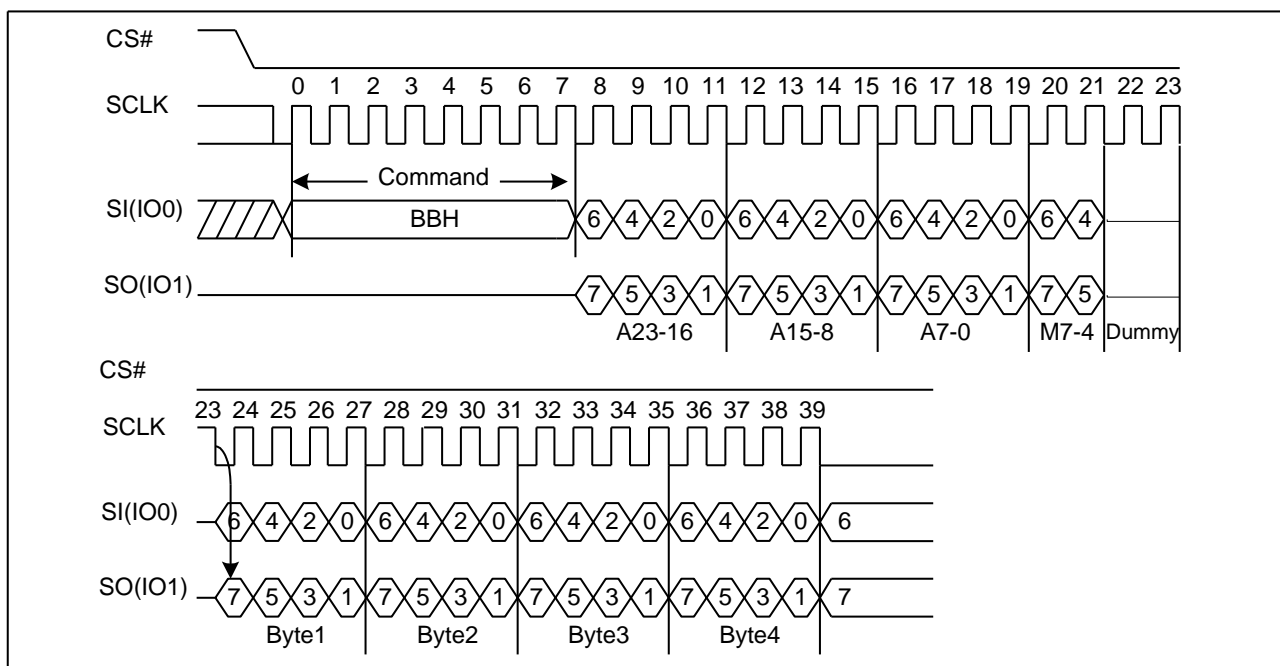 CS#
0 1 2 3 4 5 6 7 8 9 10 11 12 13 14 15 16 17 18 19 20 21 22 23
SCLK
Command
SI(IO0) BBH 6 4 2 0 6 4 2 0 6 4 2 0 6 4
SO(IO1) 7 5 3 1 7 5 3 1 7 5 3 1 7 5
A23-16 A15-8 A7-0 M7-4 Dummy
CS#
23 24 25 26 27 28 29 30 31 32 33 34 35 36 37 38 39
SCLK
SI(IO0) 6 4 2 0 6 4 2 0 6 4 2 0 6 4 2 0 6
SO(IO1) 7 5 3 1 7 5 3 1 7 5 3 1 7 5 3 1 7
Byte1 Byte2 Byte3 Byte4